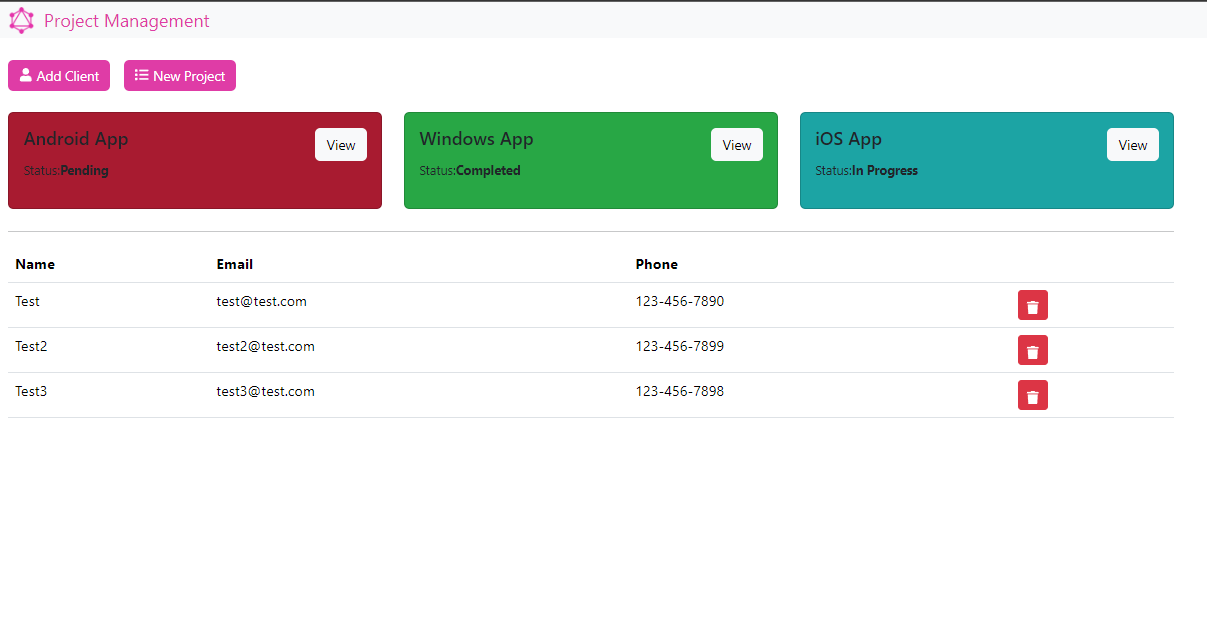 Project Management
Add Client
New Project
Android App
View
Status:Pending
Windows App
View
Status:Completed
iOS App
View
Status:In Progress
Name Email Phone
Test test@test.com 123-456-7890
Test2 test2@test.com 123-456-7899
Test3 test3@test.com 123-456-7898